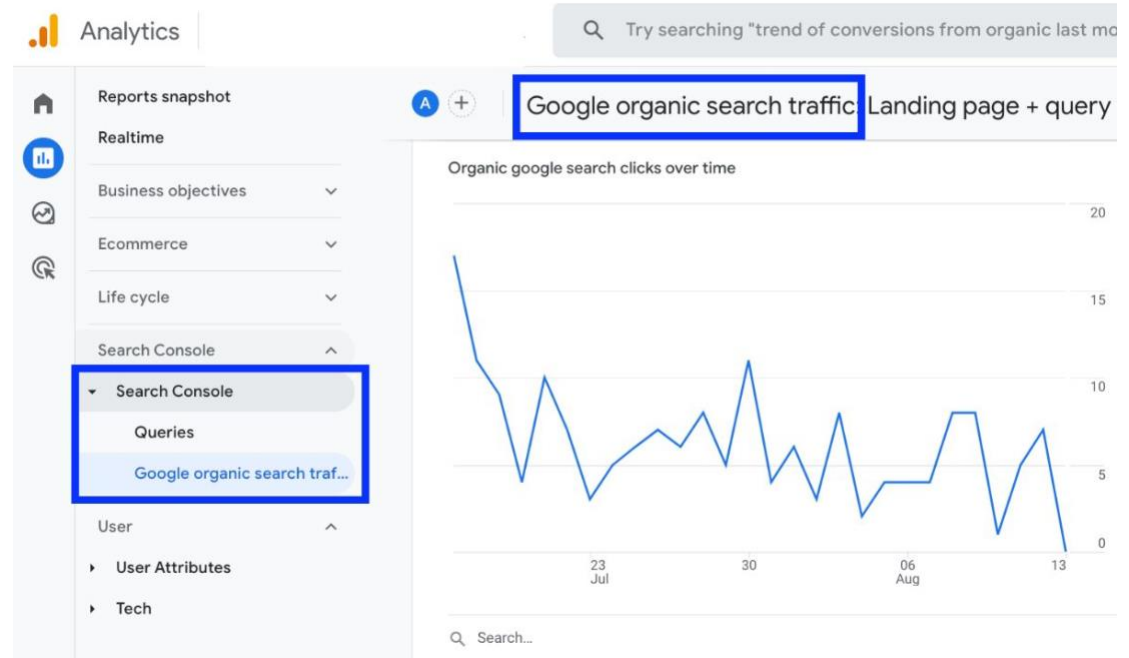 Analytics
Try searching "trend of conversions from organic last mo
Reports snapshot
Realtime
Business objectives
Ecommerce
Life cycle
Search Console
Search Console
Queries
Google organic search traf...
User
User Attributes
Tech
A
Google organic search traffic: Landing page + query
Organic google search clicks over time
20
15
10
5
0
23 Jul
30
06 Aug
13
Search...